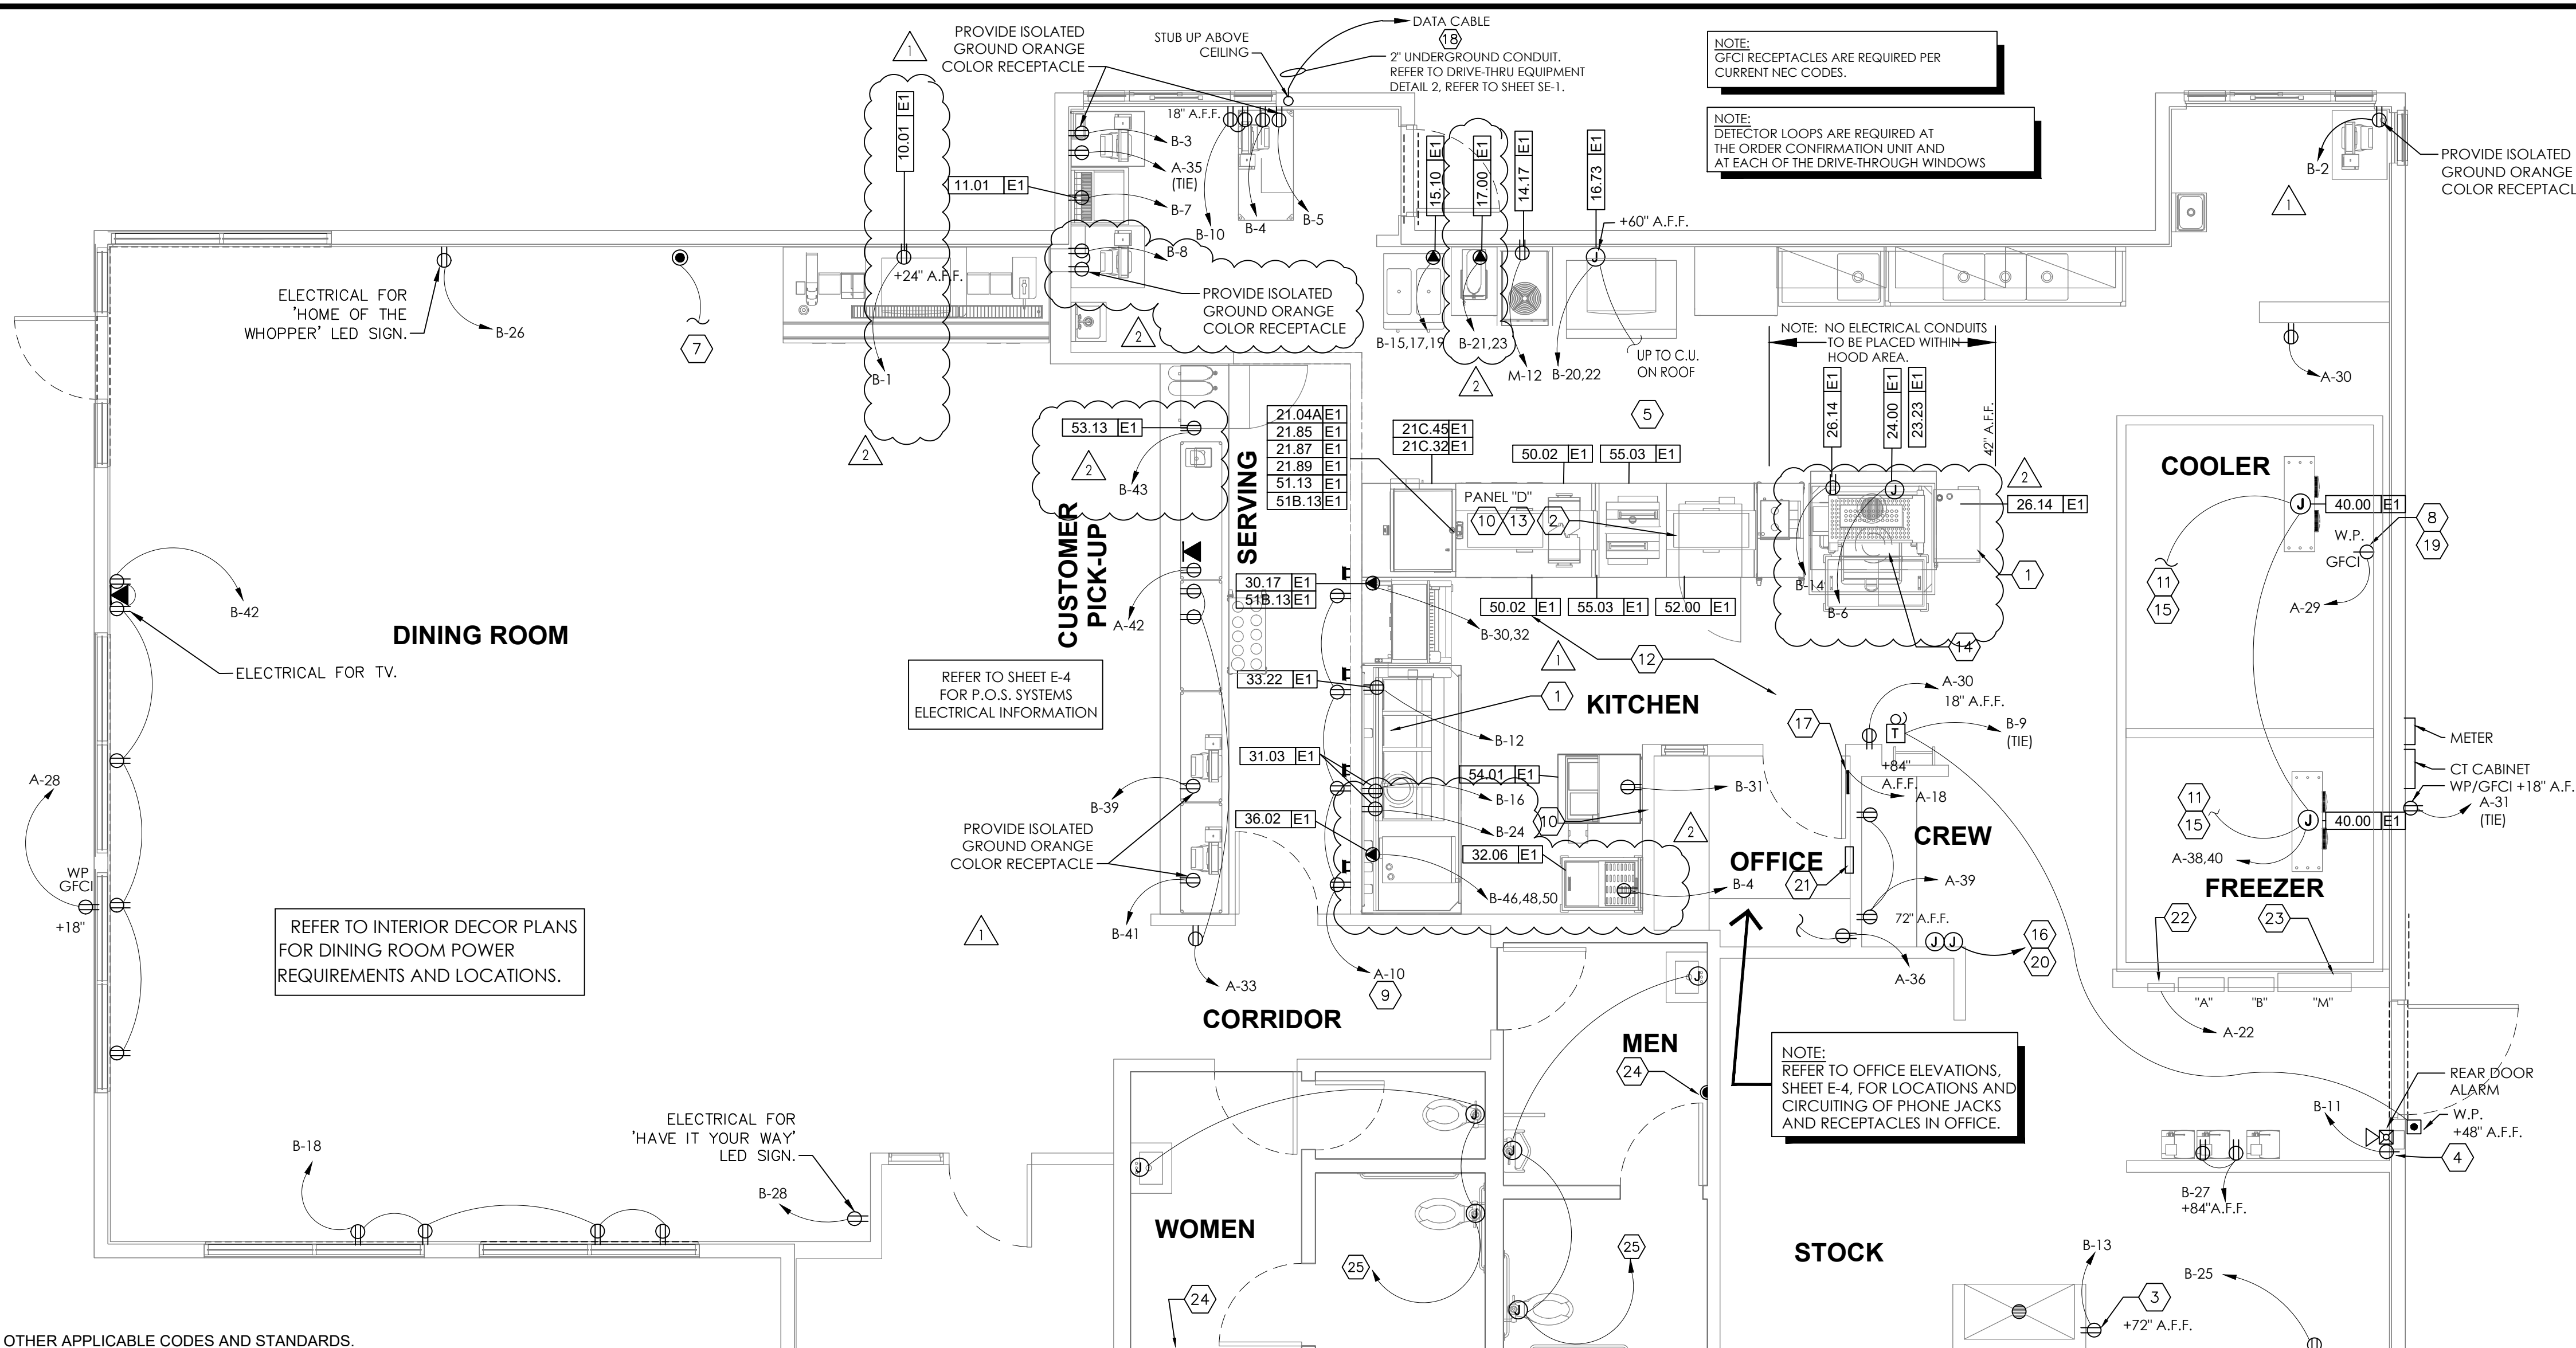 PROVIDE ISOLATED
GROUND ORANGE
COLOR RECEPTACLE
1
STUB UP ABOVE
CEILING
DATA CABLE
18
2" UNDERGROUND CONDUIT.
REFER TO DRIVE-THRU EQUIPMENT
DETAIL 2, REFER TO SHEET SE-1.
NOTE:
GFCI RECEPTACLES ARE REQUIRED PER
CURRENT NEC CODES.
NOTE:
DETECTOR LOOPS ARE REQUIRED AT
THE ORDER CONFIRMATION UNIT AND
AT EACH OF THE DRIVE-THROUGH WINDOWS
10.01 E1
18" A.F.F.
B-3
A-35
(TIE)
11.01 E1
B-7
B-10
B-4
B-5
B-8
15.10 E1
17.00 E1
14.17 E1
16.73 E1
+60" A.F.F.
B-2
PROVIDE ISOLATED
GROUND ORANGE
COLOR RECEPTACL
1
+24" A.F.F.
J
ELECTRICAL FOR
'HOME OF THE
WHOPPER' LED SIGN.
B-26
7
PROVIDE ISOLATED
GROUND ORANGE
COLOR RECEPTACLE
2
B-1
2
B-15,17,19
B-21,23
2
M-12
B-20,22
UP TO C.U.
ON ROOF
NOTE: NO ELECTRICAL CONDUITS
TO BE PLACED WITHIN
HOOD AREA.
A-30
53.13 E1
2
B-43
SERVING
CUSTOMER
PICK-UP
21.04A E1
21.85 E1
21.87 E1
21.89 E1
51.13 E1
51B.13 E1
21C.45 E1
21C.32 E1
5
50.02 E1
55.03 E1
26.14 E1
24.00 E1
23.23 E1
42" A.F.F.
2
PANEL "D"
10
13
2
J
26.14 E1
COOLER
J
40.00 E1
W.P.
GFCI
8
19
11
15
A-29
30.17 E1
51B.13 E1
50.02 E1
55.03 E1
52.00 E1
B-14
B-6
1
14
B-42
DINING ROOM
A-42
B-30,32
1
12
ELECTRICAL FOR TV.
REFER TO SHEET E-4
FOR P.O.S. SYSTEMS
ELECTRICAL INFORMATION
33.22 E1
1
KITCHEN
B-12
A-30
18" A.F.F.
17
T
B-9
(TIE)
METER
CT CABINET
WP/GFCI +18" A.F.
A-31
(TIE)
31.03 E1
54.01 E1
B-31
+84"
A.F.F.
A-18
A-28
B-39
B-16
B-24
10
2
11
15
J
40.00 E1
A-38,40
FREEZER
36.02 E1
PROVIDE ISOLATED
GROUND ORANGE
COLOR RECEPTACLE
32.06 E1
B-4
OFFICE
21
CREW
A-39
WP
GFCI
+18"
B-46,48,50
72" A.F.F.
J J
16
20
22
23
REFER TO INTERIOR DECOR PLANS
FOR DINING ROOM POWER
REQUIREMENTS AND LOCATIONS.
1
B-41
A-33
A-10
9
A-36
"A"
"B"
"M"
A-22
CORRIDOR
J
MEN
24
NOTE:
REFER TO OFFICE ELEVATIONS,
SHEET E-4, FOR LOCATIONS AND
CIRCUITING OF PHONE JACKS
AND RECEPTACLES IN OFFICE.
REAR DOOR
ALARM
W.P.
+48" A.F.F.
B-11
4
ELECTRICAL FOR
'HAVE IT YOUR WAY'
LED SIGN.
B-18
B-28
J
J
J
J
WOMEN
25
25
24
J
B-27
+84"A.F.F.
STOCK
B-13
B-25
3
+72" A.F.F.
OTHER APPLICABLE CODES AND STANDARDS.